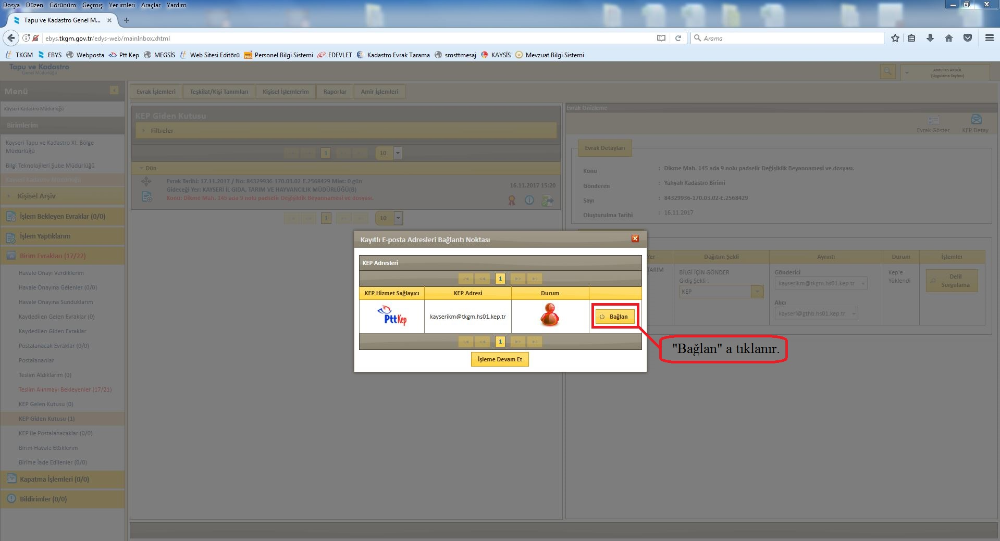 Dosya Düzen Görünüm Geçmiş Yer imleri Araçlar Yardım
Tapu ve Kadastro Genel M...
ebys.tkgm.gov.tr/edys-web/mainInbox.xhtml
Arama
TKGM EBYS Webposta Ptt Kep MEGSİS Web Sitesi Editörü Personel Bilgi Sistemi EDEVLET Kadastro Evrak Tarama smsttmesaj KAYSİS Mevzuat Bilgi Sistemi
Tapu ve Kadastro
Genel Müdürlüğü
Abdullah AKDÖL
(Uygulama Sayfası)
Menü
Kayseri Kadastro Müdürlüğü
Birimlerim
Kayseri Tapu ve Kadastro XI. Bölge
Müdürlüğü
Bilgi Teknolojileri Şube Müdürlüğü
Kayseri Kadastro Müdürlüğü
Kişisel Arşiv
İşlem Bekleyen Evraklar (0/0)
İşlem Yaptıklarım
Birim Evrakları (17/22)
Havale Onayı Verdiklerim
Havale Onayına Gelenler (0/0)
Havale Onayına Sunduklarım
Kaydedilen Gelen Evraklar (0)
Kaydedilen Giden Evraklar
Postalanacak Evraklar (0/0)
Postalananlar
Teslim Aldıklarım (0)
Teslim Alınmayı Bekleyenler (17/21)
KEP Gelen Kutusu (0)
KEP Giden Kutusu (1)
KEP ile Postalanacaklar (0/0)
Birim Havale Ettiklerim
Birime İade Edilenler (0/0)
Kapatma İşlemleri (0/0)
Bildirimler (0/0)
Evrak İşlemleri Teşkilat/Kişi Tanımları Kişisel İşlemlerim Raporlar Amir İşlemleri
KEP Giden Kutusu
Filtreler
1 10
Dün
Evrak Tarihi: 17.11.2017 / No: 84329936-170.03.02-E.2568429 Miat: 0 gün
Gideceği Yer: KAYSERİ İL GIDA, TARIM VE HAYVANCILIK MÜDÜRLÜĞÜ(B)
Konu: Dikme Mah. 145 ada 9 nolu padselir Değişiklik Beyannamesi ve dosyası.
16.11.2017 15:20
1 10
Evrak Önizleme
Evrak Göster KEP Detay
Evrak Detayları
Konu : Dikme Mah. 145 ada 9 nolu padselir Değişiklik Beyannamesi ve dosyası.
Gönderen : Yahyalı Kadastro Birimi
Sayı : 84329936-170.03.02-E.2568429
Oluşturulma Tarihi : 16.11.2017
Yer Dağıtım Şekli Ayrıntı Durum İşlemler
TARIM
BİLGİ İÇİN GÖNDER
Gidiş Şekli :
KEP
Gönderici
kayserikm@tkgm.hs01.kep.tr
Alıcı
kayseri@gthb.hs01.kep.tr
Kep'e
Yüklendi
Delil
Sorgulama
Kayıtlı E-posta Adresleri Bağlantı Noktası
KEP Adresleri
1
KEP Hizmet Sağlayıcı KEP Adresi Durum
PttKep kayserikm@tkgm.hs01.kep.tr Bağlan
1
İşleme Devam Et
"Bağlan" a tıklanır.